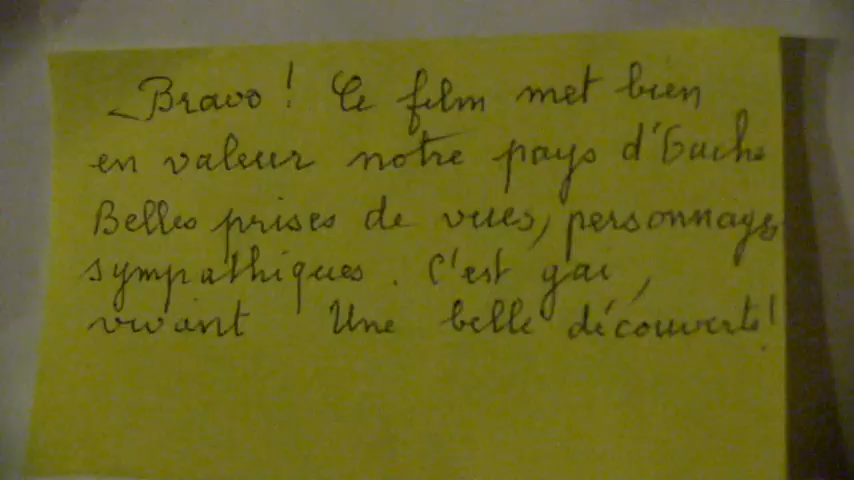 Bravo ! Ce film met bien
en valeur notre pays d'Ouche
Belles prises de vues, personnages
sympathiques. C'est gai,
vivant Une belle découverte !